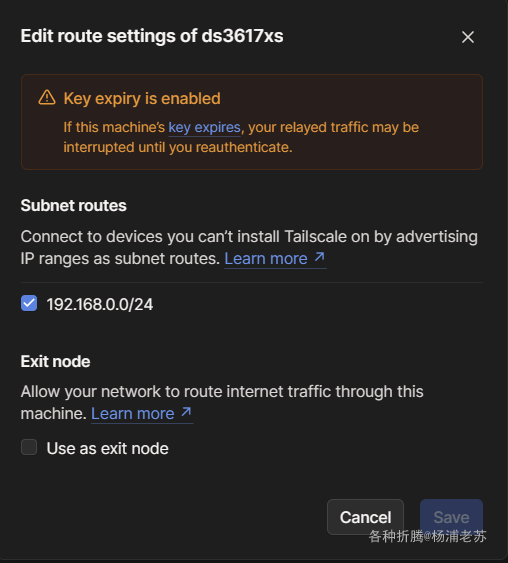 Edit route settings of ds3617xs
Key expiry is enabled
If this machine's key expires, your relayed traffic may be
interrupted until you reauthenticate.
Subnet routes
Connect to devices you can't install Tailscale on by advertising
IP ranges as subnet routes. Learn more ↗
192.168.0.0/24
Exit node
Allow your network to route internet traffic through this
machine. Learn more ↗
Use as exit node
Cancel Save
各种折腾@杨浦老苏